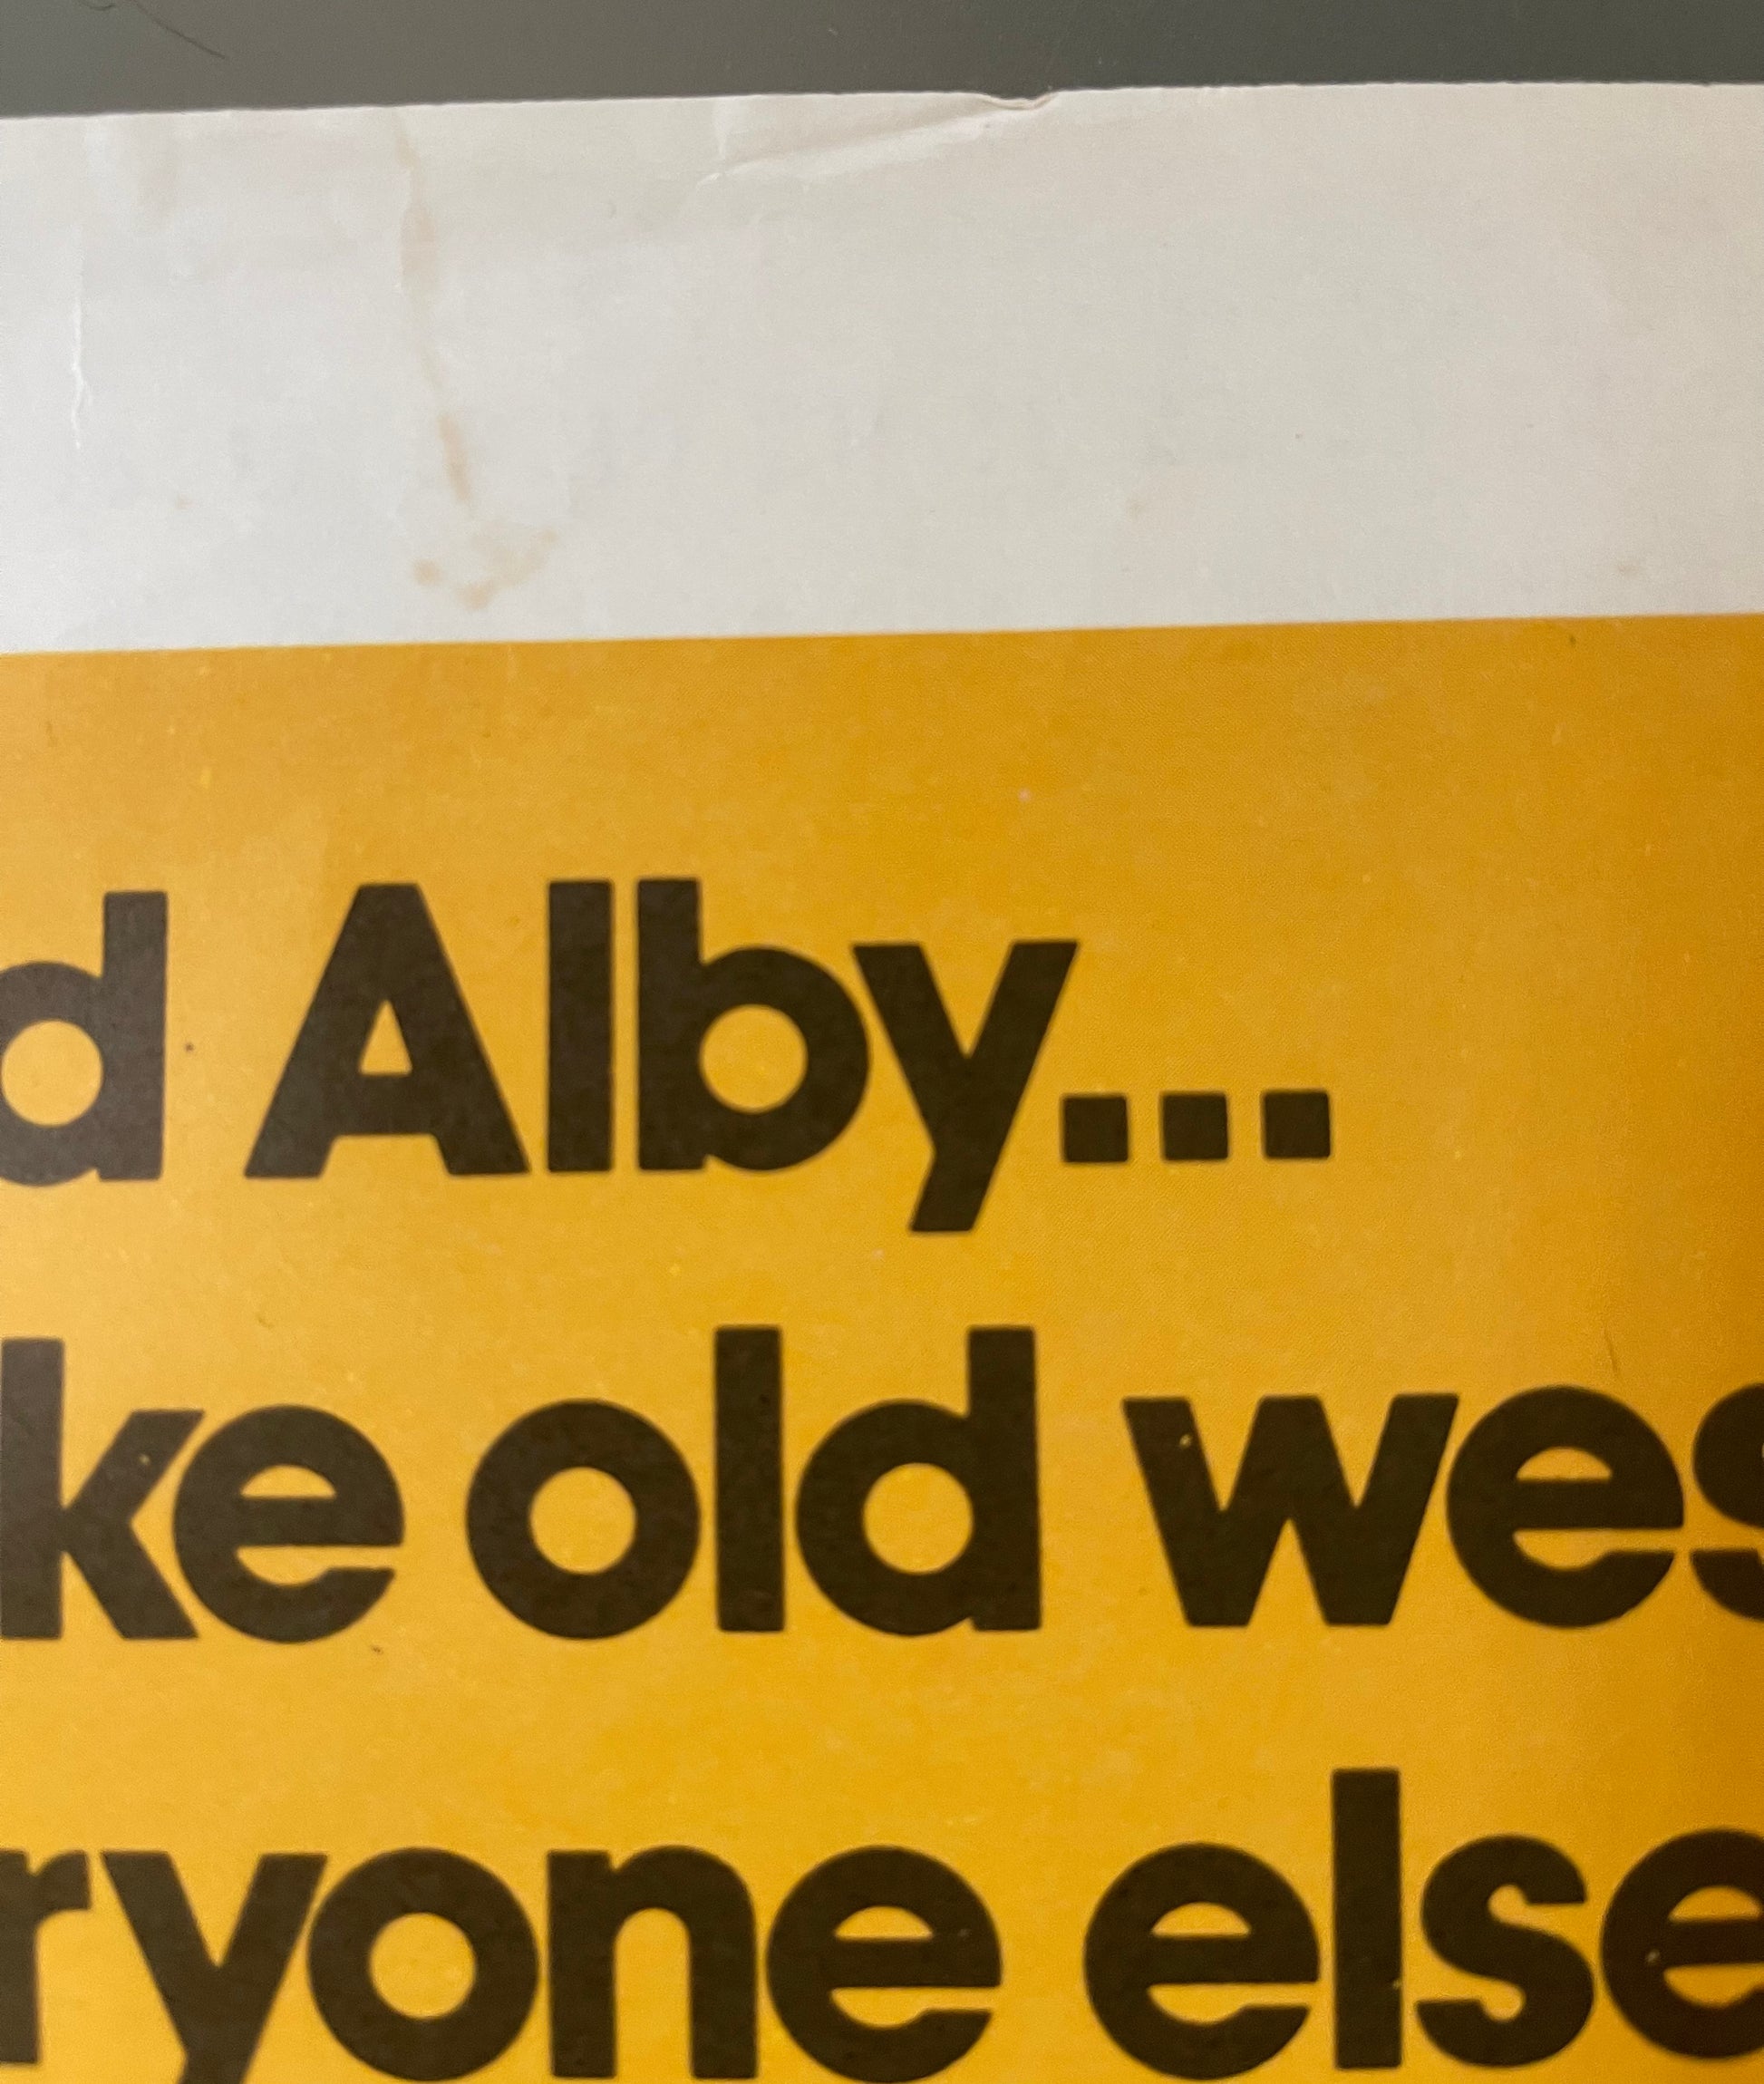 d Alby...
ke old wes
ryone else